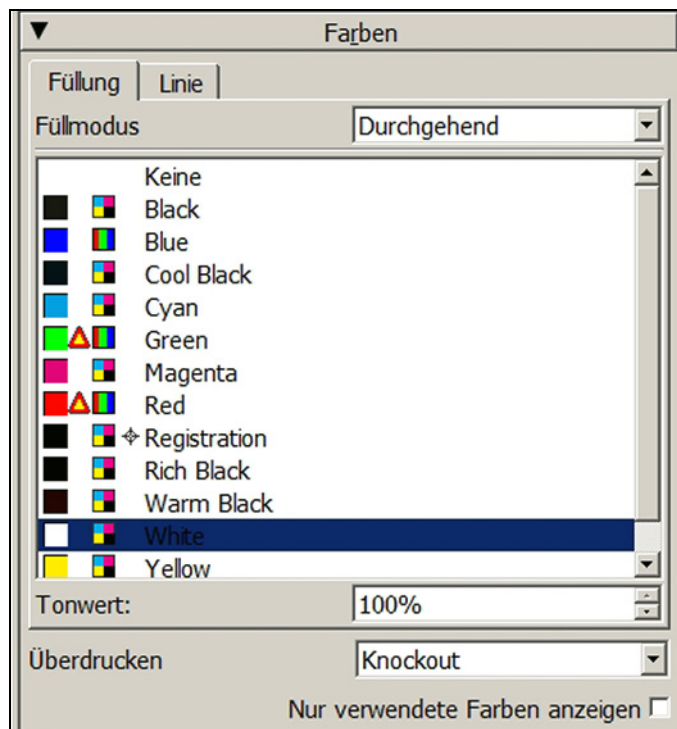 Farben
Füllung Linie
Füllmodus Durchgehend
Keine
Black
Blue
Cool Black
Cyan
Green
Magenta
Red
Registration
Rich Black
Warm Black
White
Yellow
Tonwert: 100%
Überdrucken Knockout
Nur verwendete Farben anzeigen